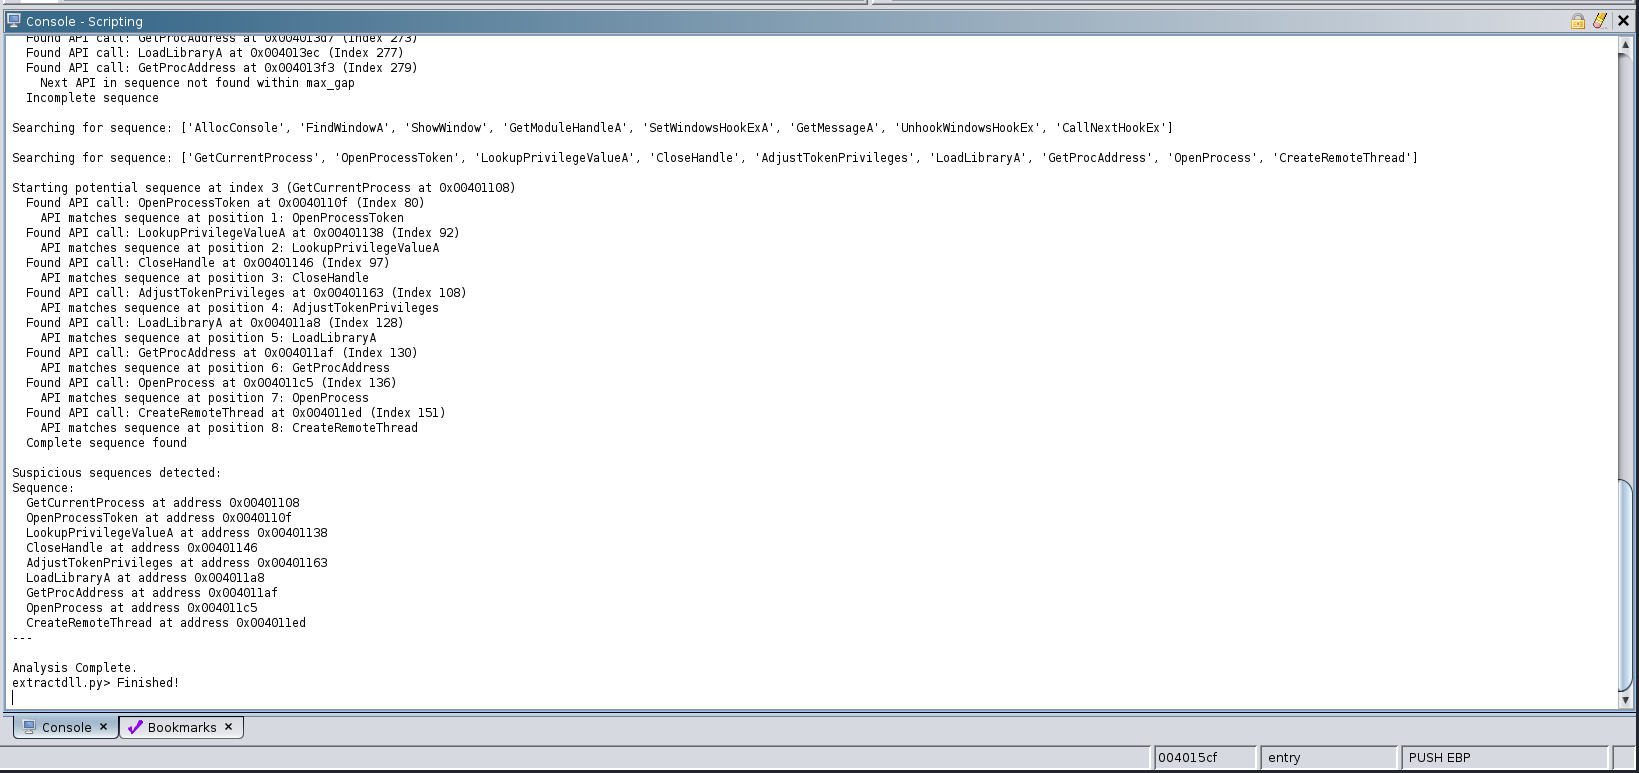 Console - Scripting
Found API call: GetProcAddress at 0x004013d7 (Index 273)
Found API call: LoadLibraryA at 0x004013ec (Index 277)
Found API call: GetProcAddress at 0x004013f3 (Index 279)
Next API in sequence not found within max_gap
Incomplete sequence
Searching for sequence: ['AllocConsole', 'FindWindowA', 'ShowWindow', 'GetModuleHandleA', 'SetWindowsHookExA', 'GetMessageA', 'UnhookWindowsHookEx', 'CallNextHookEx']
Searching for sequence: ['GetCurrentProcess', 'OpenProcessToken', 'LookupPrivilegeValueA', 'CloseHandle', 'AdjustTokenPrivileges', 'LoadLibraryA', 'GetProcAddress', 'OpenProcess', 'CreateRemoteThread']
Starting potential sequence at index 3 (GetCurrentProcess at 0x00401108)
Found API call: OpenProcessToken at 0x0040110f (Index 80)
API matches sequence at position 1: OpenProcessToken
Found API call: LookupPrivilegeValueA at 0x00401138 (Index 92)
API matches sequence at position 2: LookupPrivilegeValueA
Found API call: CloseHandle at 0x00401146 (Index 97)
API matches sequence at position 3: CloseHandle
Found API call: AdjustTokenPrivileges at 0x00401163 (Index 108)
API matches sequence at position 4: AdjustTokenPrivileges
Found API call: LoadLibraryA at 0x004011a8 (Index 128)
API matches sequence at position 5: LoadLibraryA
Found API call: GetProcAddress at 0x004011af (Index 130)
API matches sequence at position 6: GetProcAddress
Found API call: OpenProcess at 0x004011c5 (Index 136)
API matches sequence at position 7: OpenProcess
Found API call: CreateRemoteThread at 0x004011ed (Index 151)
API matches sequence at position 8: CreateRemoteThread
Complete sequence found
Suspicious sequences detected:
Sequence:
GetCurrentProcess at address 0x00401108
OpenProcessToken at address 0x0040110f
LookupPrivilegeValueA at address 0x00401138
CloseHandle at address 0x00401146
AdjustTokenPrivileges at address 0x00401163
LoadLibraryA at address 0x004011a8
GetProcAddress at address 0x004011af
OpenProcess at address 0x004011c5
CreateRemoteThread at address 0x004011ed
---
Analysis Complete.
extractdll.py> Finished!
Console Bookmarks
004015cf entry PUSH EBP